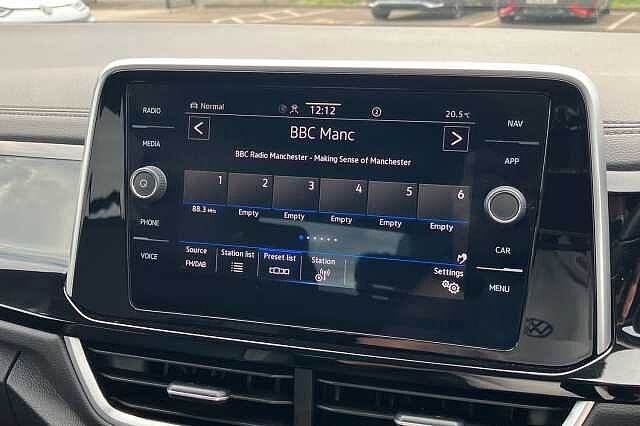 RADIO
MEDIA
PHONE
VOICE
Normal
12:12
2
20.5°C
BBC Manc
BBC Radio Manchester - Making Sense of Manchester
1 2 3 4 5 6
88.3 MHz Empty Empty Empty Empty Empty
Source Station list Preset list Station Settings
FM/DAB
NAV
APP
CAR
MENU